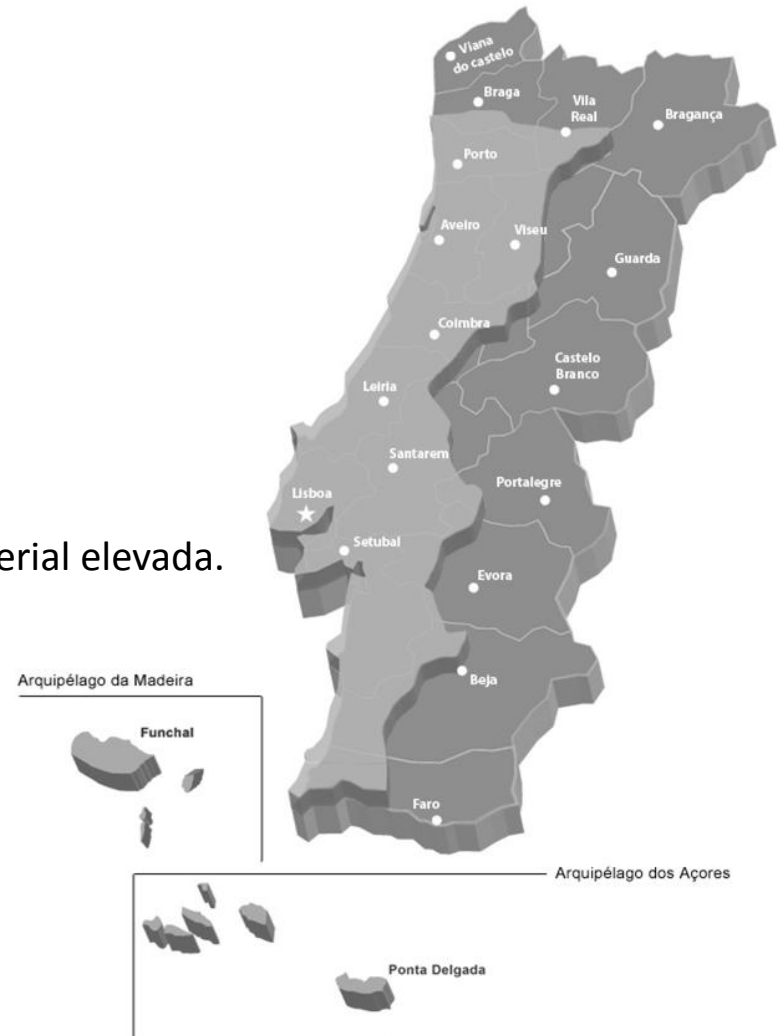 Viana
do castelo
Braga
Vila
Real
Bragança
Porto
Aveiro
Viseu
Guarda
Coimbra
Castelo
Branco
Leiria
Santarem
Portalegre
Lisboa
Setubal
erial elevada.
Evora
Beja
Arquipélago da Madeira
Funchal
Faro
Arquipélago dos Açores
Ponta Delgada